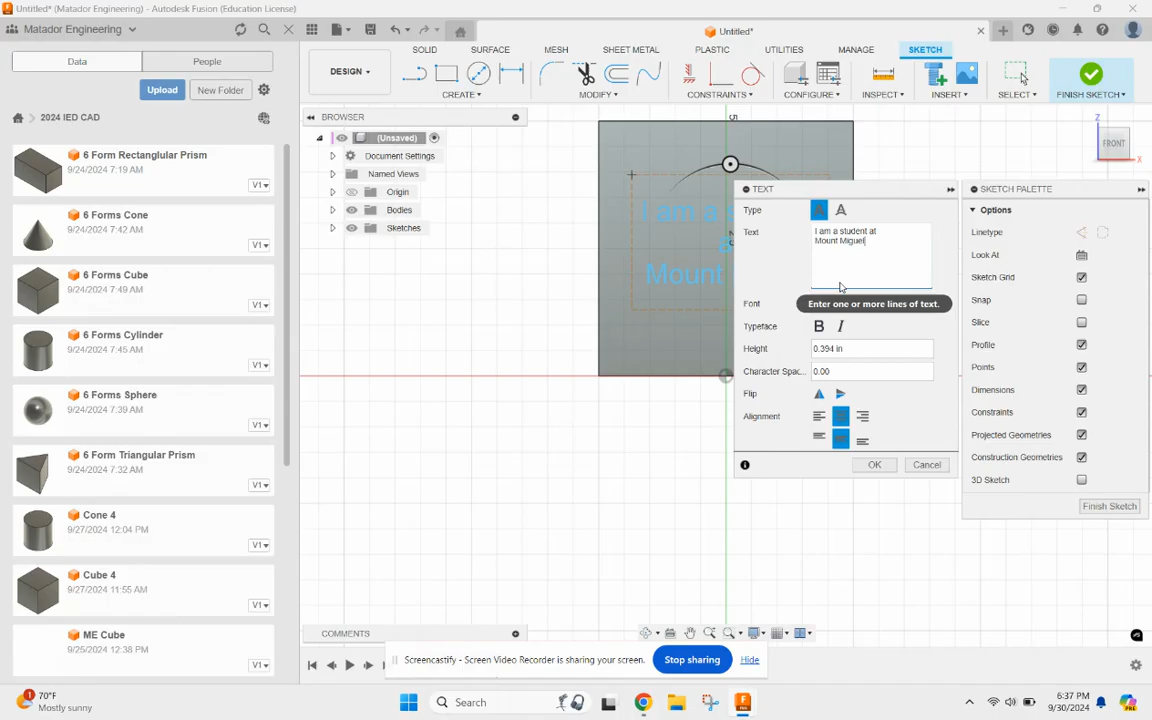 Untitled* (Matador Engineering) - Autodesk Fusion (Education License)
Matador Engineering
Untitled*
Data
People
Upload
New Folder
2024 IED CAD
6 Form Rectanglular Prism
9/24/2024 7:19 AM
V1
6 Forms Cone
9/24/2024 7:42 AM
V1
6 Forms Cube
9/24/2024 7:49 AM
V1
6 Forms Cylinder
9/24/2024 7:45 AM
V1
6 Forms Sphere
9/24/2024 7:39 AM
V1
6 Form Triangular Prism
9/24/2024 7:32 AM
V1
Cone 4
9/27/2024 12:04 PM
V1
Cube 4
9/27/2024 11:55 AM
V1
ME Cube
9/25/2024 12:38 PM
V1
SOLID
SURFACE
MESH
SHEET METAL
PLASTIC
UTILITIES
MANAGE
SKETCH
DESIGN
CREATE
MODIFY
CONSTRAINTS
CONFIGURE
INSPECT
INSERT
SELECT
FINISH SKETCH
BROWSER
(Unsaved)
Document Settings
Named Views
Origin
Bodies
Sketches
5
I am a s
Mount
Z
FRONT
X
TEXT
Type
A A
Text
I am a student at
Mount Miguel
Font
Enter one or more lines of text.
Typeface
B I
Height
0.394 in
Character Spac...
0.00
Flip
Alignment
OK
Cancel
SKETCH PALETTE
Options
Linetype
Look At
Sketch Grid
Snap
Slice
Profile
Points
Dimensions
Constraints
Projected Geometries
Construction Geometries
3D Sketch
Finish Sketch
COMMENTS
Screencastify - Screen Video Recorder is sharing your screen.
Stop sharing
Hide
1
70°F
Mostly sunny
Search
6:37 PM
9/30/2024
PRE